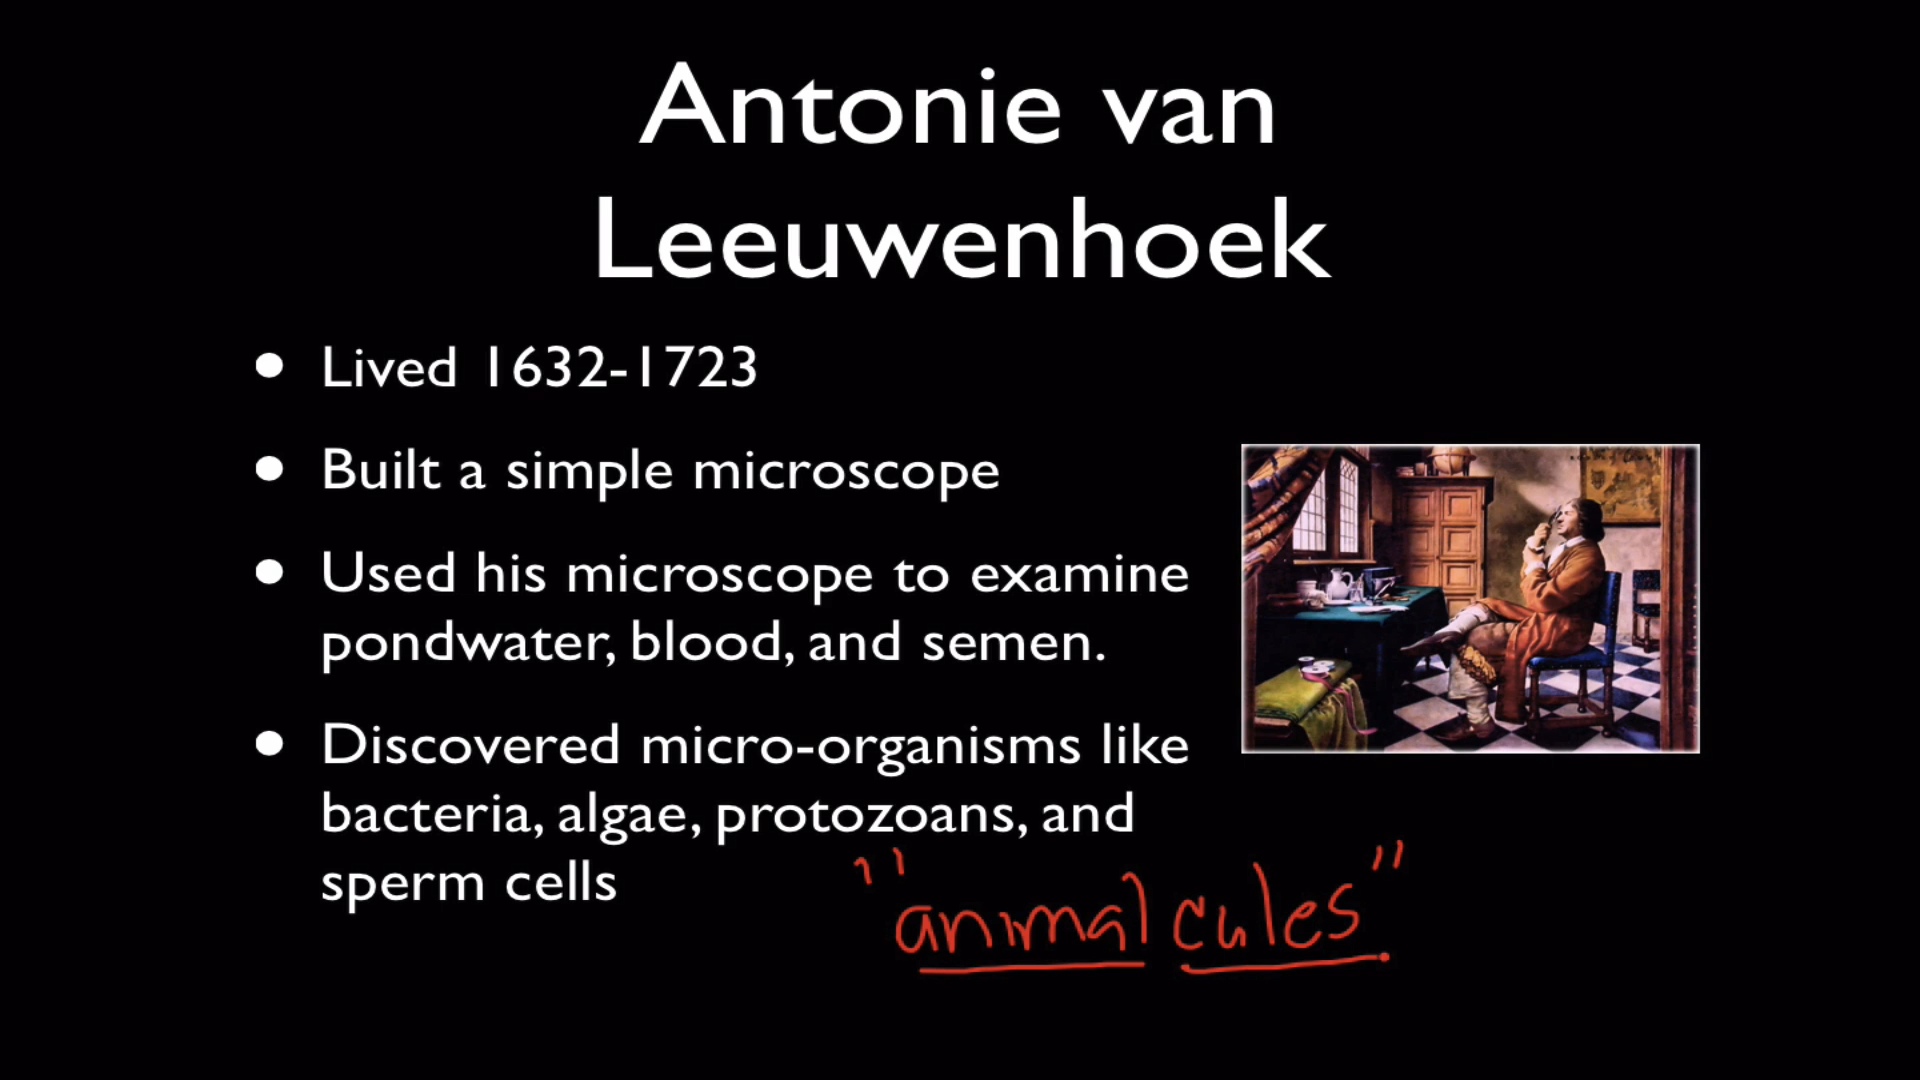 Antonie van
Leeuwenhoek
• Lived 1632-1723
• Built a simple microscope
• Used his microscope to examine
pondwater, blood, and semen.
• Discovered micro-organisms like
bacteria, algae, protozoans, and
sperm cells
"animalcules"